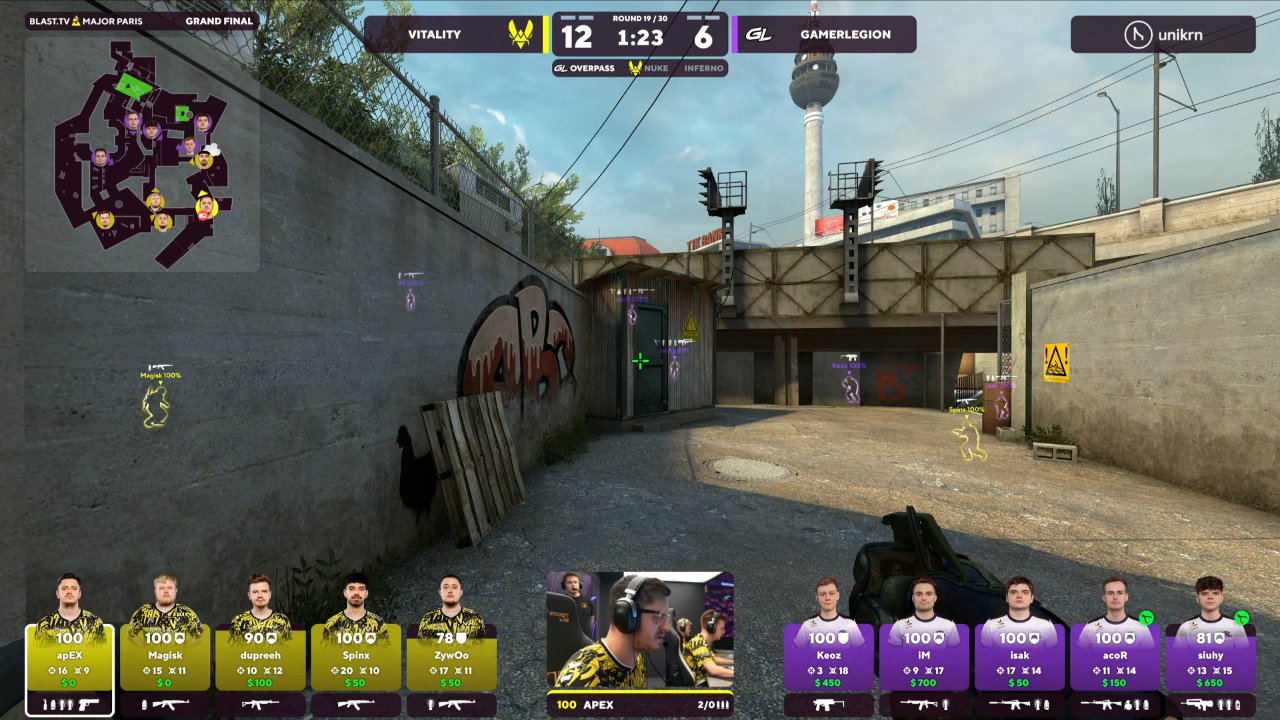 BLAST.TV MAJOR PARIS GRAND FINAL
VITALITY
12
ROUND 19 / 30
1:23
6
GL
GAMERLEGION
unikrn
GL OVERPASS NUKE INFERNO
A
TIK BANK
Magisk 100%
Keoz 100%
Spinx 100%
100 apEX 16 9 $0
100 Magisk 15 11 $0
90 dupreeh 10 12 $100
100 Spinx 20 10 $50
78 ZywOo 17 11 $50
100 APEX 2/0
100 Keoz 3 18 $450
100 iM 9 17 $700
100 isak 17 14 $50
100 acoR 11 14 $150
81 siuhy 13 15 $650